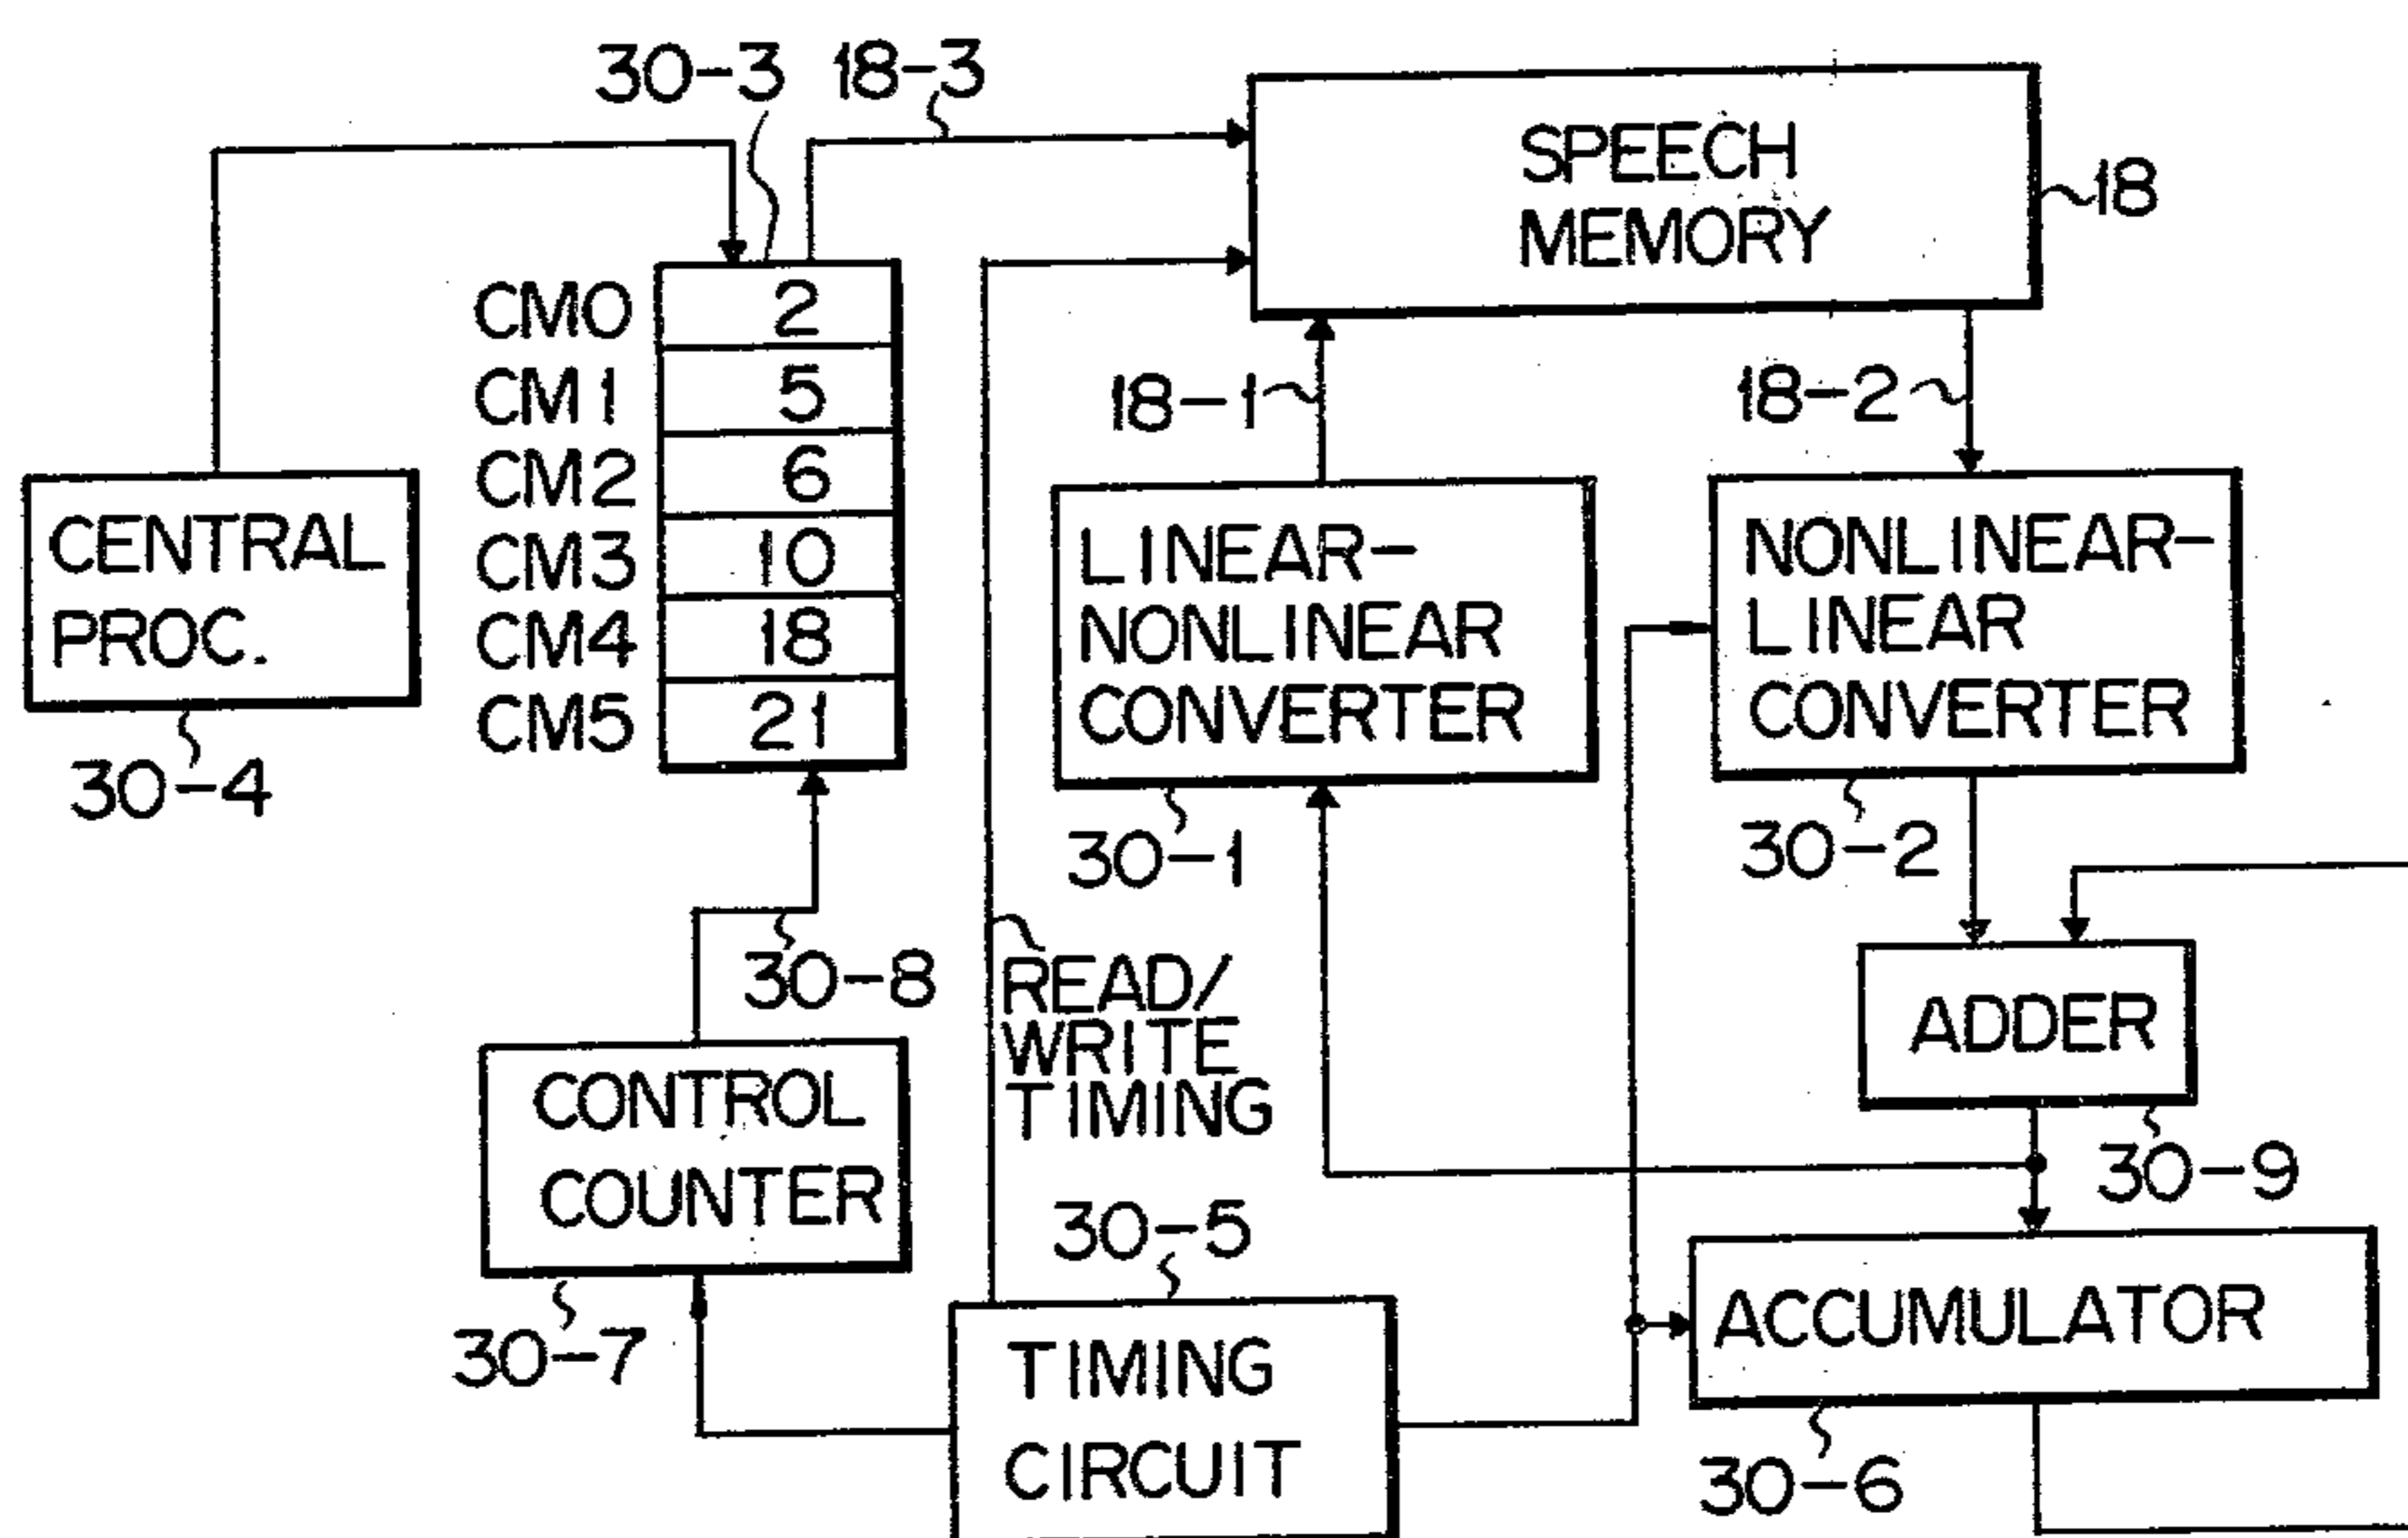 30-3
18-3
SPEECH
MEMORY
18
CM0 2
CM1 5
CM2 6
CM3 10
CM4 18
CM5 21
18-1
18-2
CENTRAL
PROC.
30-4
LINEAR-
NONLINEAR
CONVERTER
30-1
NONLINEAR-
LINEAR
CONVERTER
30-2
30-8
READ/
WRITE
TIMING
ADDER
30-9
CONTROL
COUNTER
30-7
30-5
TIMING
CIRCUIT
ACCUMULATOR
30-6